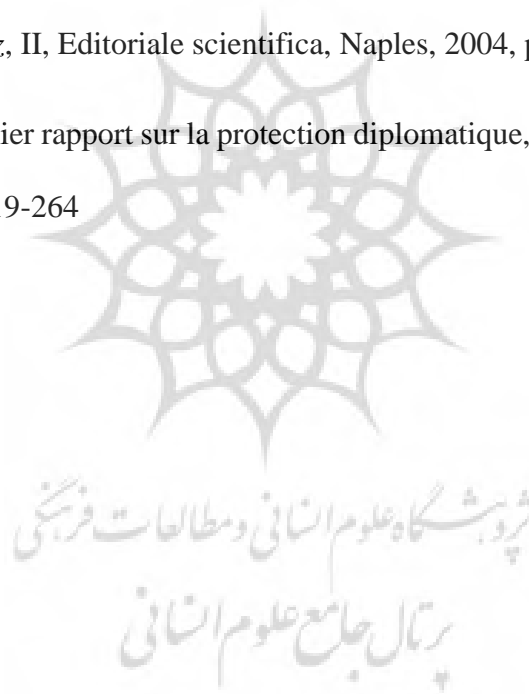 z, II, Editoriale scientifica, Naples, 2004, p
ier rapport sur la protection diplomatique,
19-264
پژوهشگاه علوم انسانی و مطالعات فرهنگی
پرتال جامع علوم انسانی